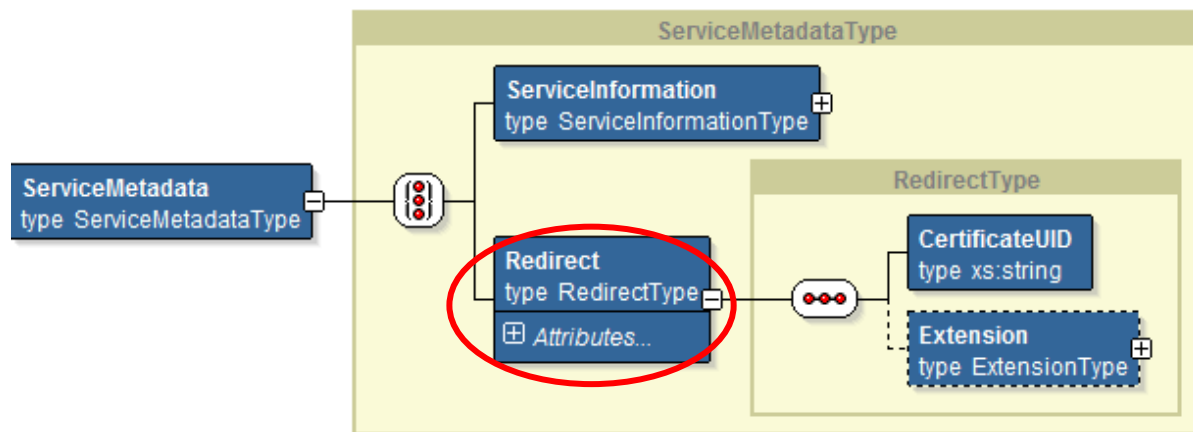 ServiceMetadataType
ServiceInformation
type ServiceInformationType
ServiceMetadata
type ServiceMetadataType
RedirectType
Redirect
type RedirectType
Attributes...
CertificateUID
type xs:string
Extension
type ExtensionType